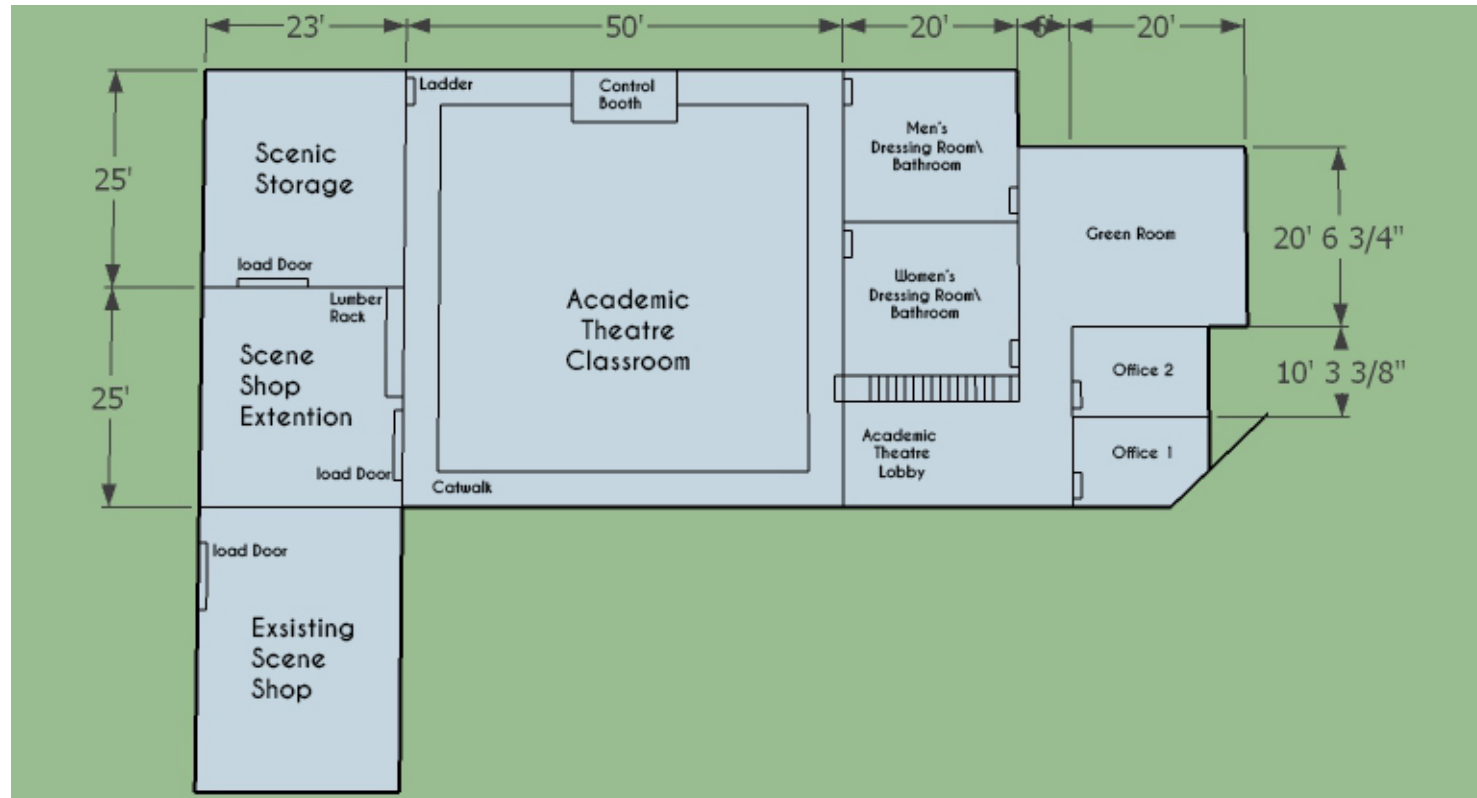 23'
50'
20'
6'
20'
Ladder
Control
Booth
Men's
Dressing Room\
Bathroom
Scenic
Storage
25'
Green Room
20' 6 3/4"
load Door
Lumber
Rack
Women's
Dressing Room\
Bathroom
Academic
Theatre
Classroom
Scene
Shop
Extention
25'
Office 2
10' 3 3/8"
load Door
Academic
Theatre
Lobby
Office 1
Catwalk
load Door
Exsisting
Scene
Shop